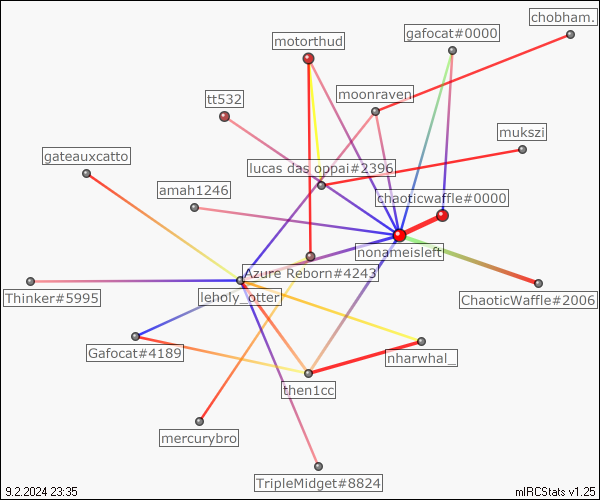 chobham.
gafocat#0000
motorthud
moonraven
tt532
mukszi
gateauxcatto
lucas das oppai#2396
amah1246
chaoticwaffle#0000
nonameisleft
Azure Reborn#4243
Thinker#5995
leholy_otter
ChaoticWaffle#2006
Gafocat#4189
nharwhal_
then1cc
mercurybro
TripleMidget#8824
9.2.2024 23:35
mIRCStats v1.25